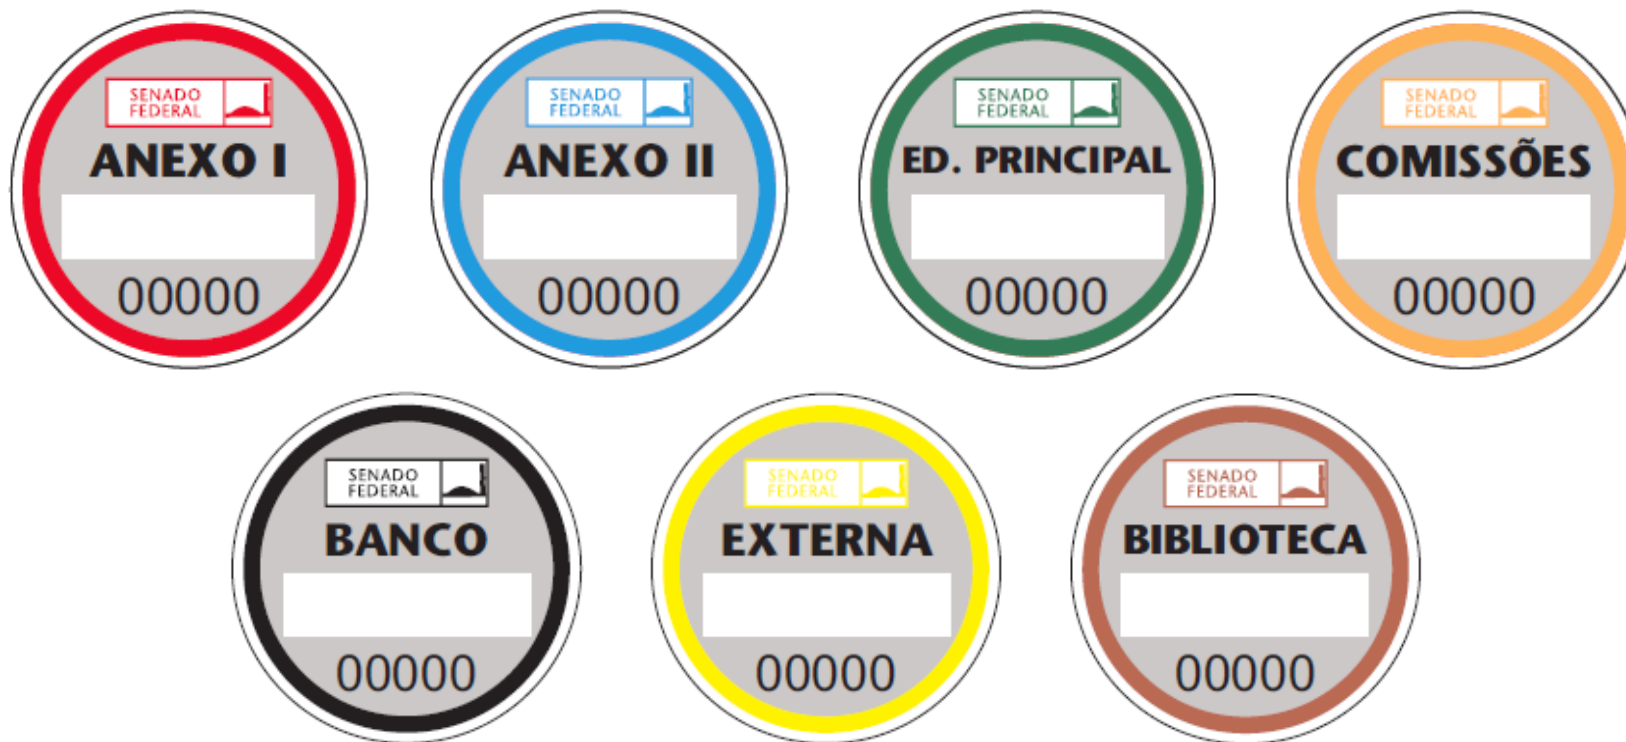 SENADO
FEDERAL
ANEXO I
00000
SENADO
FEDERAL
ANEXO II
00000
SENADO
FEDERAL
ED. PRINCIPAL
00000
SENADO
FEDERAL
COMISSÕES
00000
SENADO
FEDERAL
BANCO
00000
SENADO
FEDERAL
EXTERNA
00000
SENADO
FEDERAL
BIBLIOTECA
00000